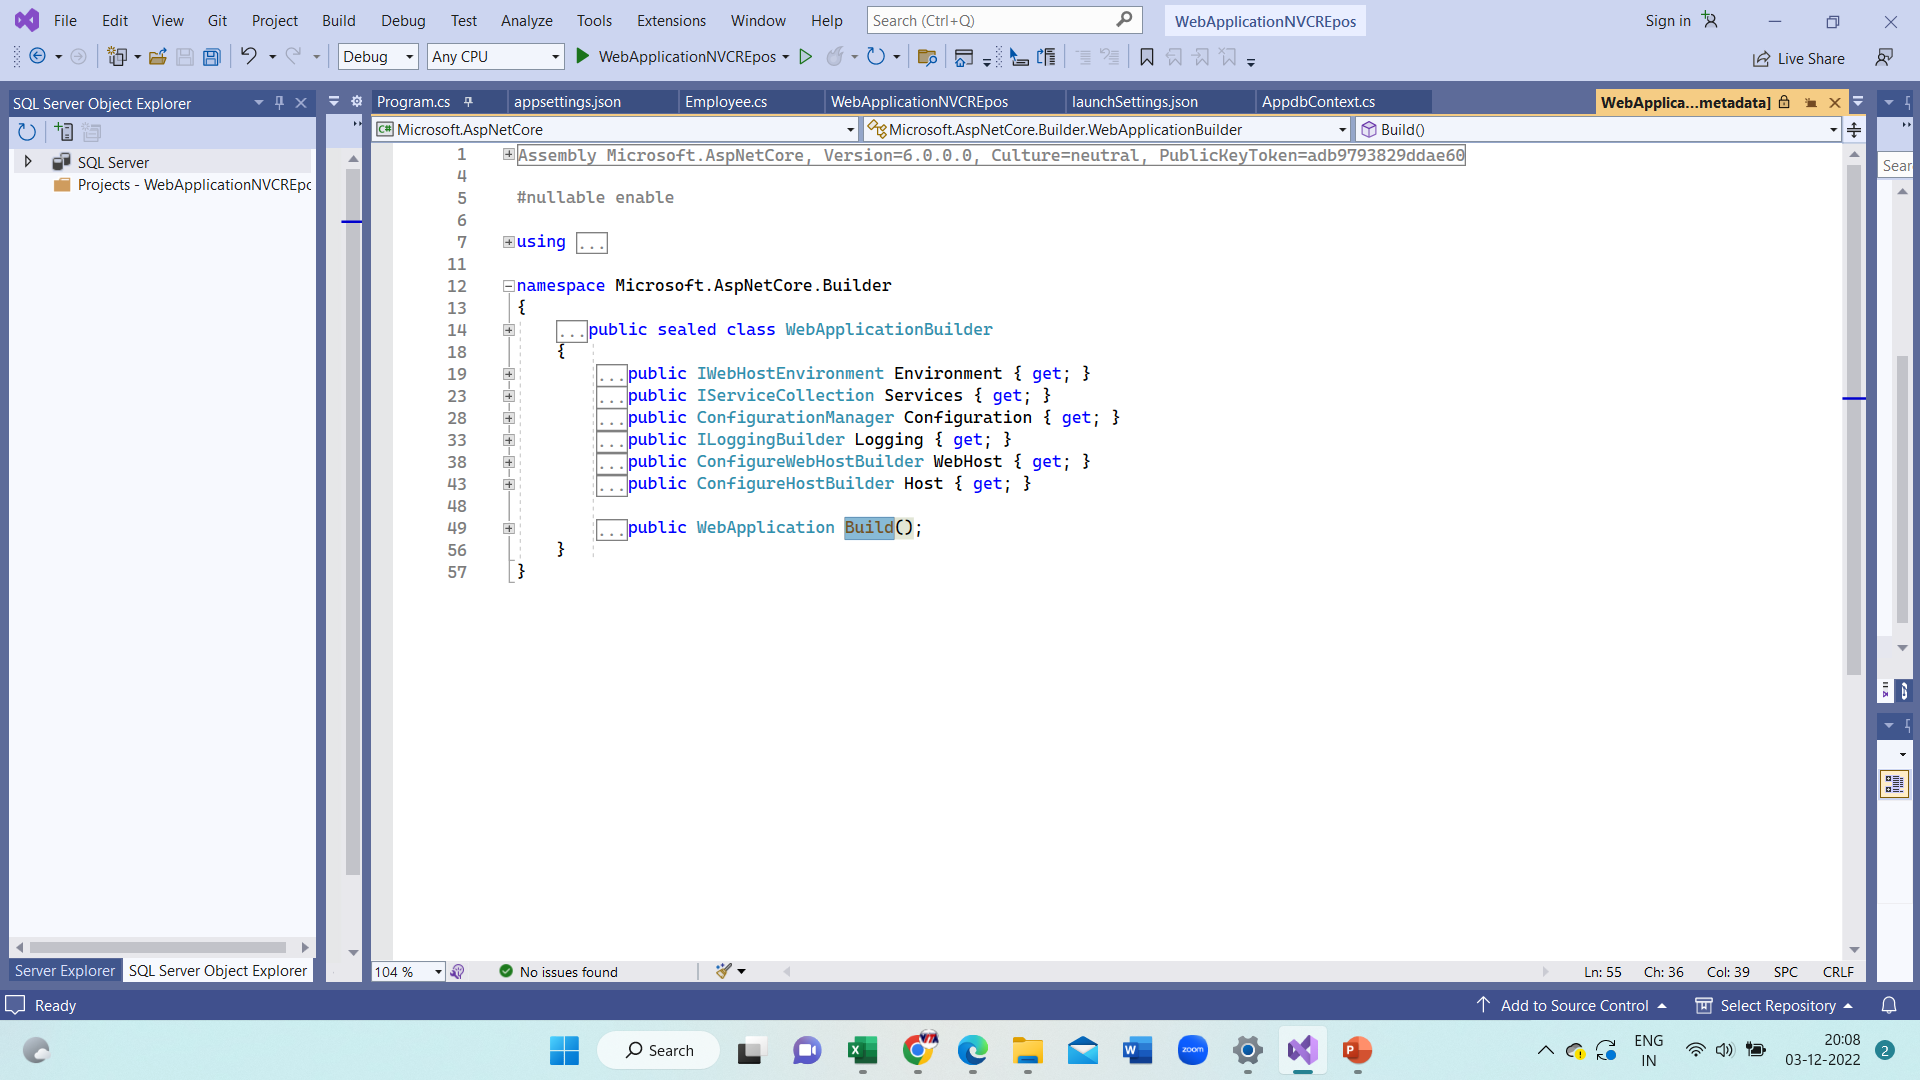 File Edit View Git Project Build Debug Test Analyze Tools Extensions Window Help Search (Ctrl+Q) WebApplicationNVCREpos Sign in
Debug Any CPU WebApplicationNVCREpos Live Share
SQL Server Object Explorer
Program.cs appsettings.json Employee.cs WebApplicationNVCREpos launchSettings.json AppdbContext.cs WebApplica...metadata]
C# Microsoft.AspNetCore Microsoft.AspNetCore.Builder.WebApplicationBuilder Build()
SQL Server
Projects - WebApplicationNVCREpo
Sear
1 Assembly Microsoft.AspNetCore, Version=6.0.0.0, Culture=neutral, PublicKeyToken=adb9793829ddae60
4
5 #nullable enable
6
7 using ...
11
12 namespace Microsoft.AspNetCore.Builder
13 {
14 ...public sealed class WebApplicationBuilder
18 {
19 ...public IWebHostEnvironment Environment { get; }
23 ...public IServiceCollection Services { get; }
28 ...public ConfigurationManager Configuration { get; }
33 ...public ILoggingBuilder Logging { get; }
38 ...public ConfigureWebHostBuilder WebHost { get; }
43 ...public ConfigureHostBuilder Host { get; }
48
49 ...public WebApplication Build();
56 }
57 }
Server Explorer SQL Server Object Explorer
104 % No issues found Ln: 55 Ch: 36 Col: 39 SPC CRLF
Ready Add to Source Control Select Repository
Search zoom ENG IN 20:08 03-12-2022 2